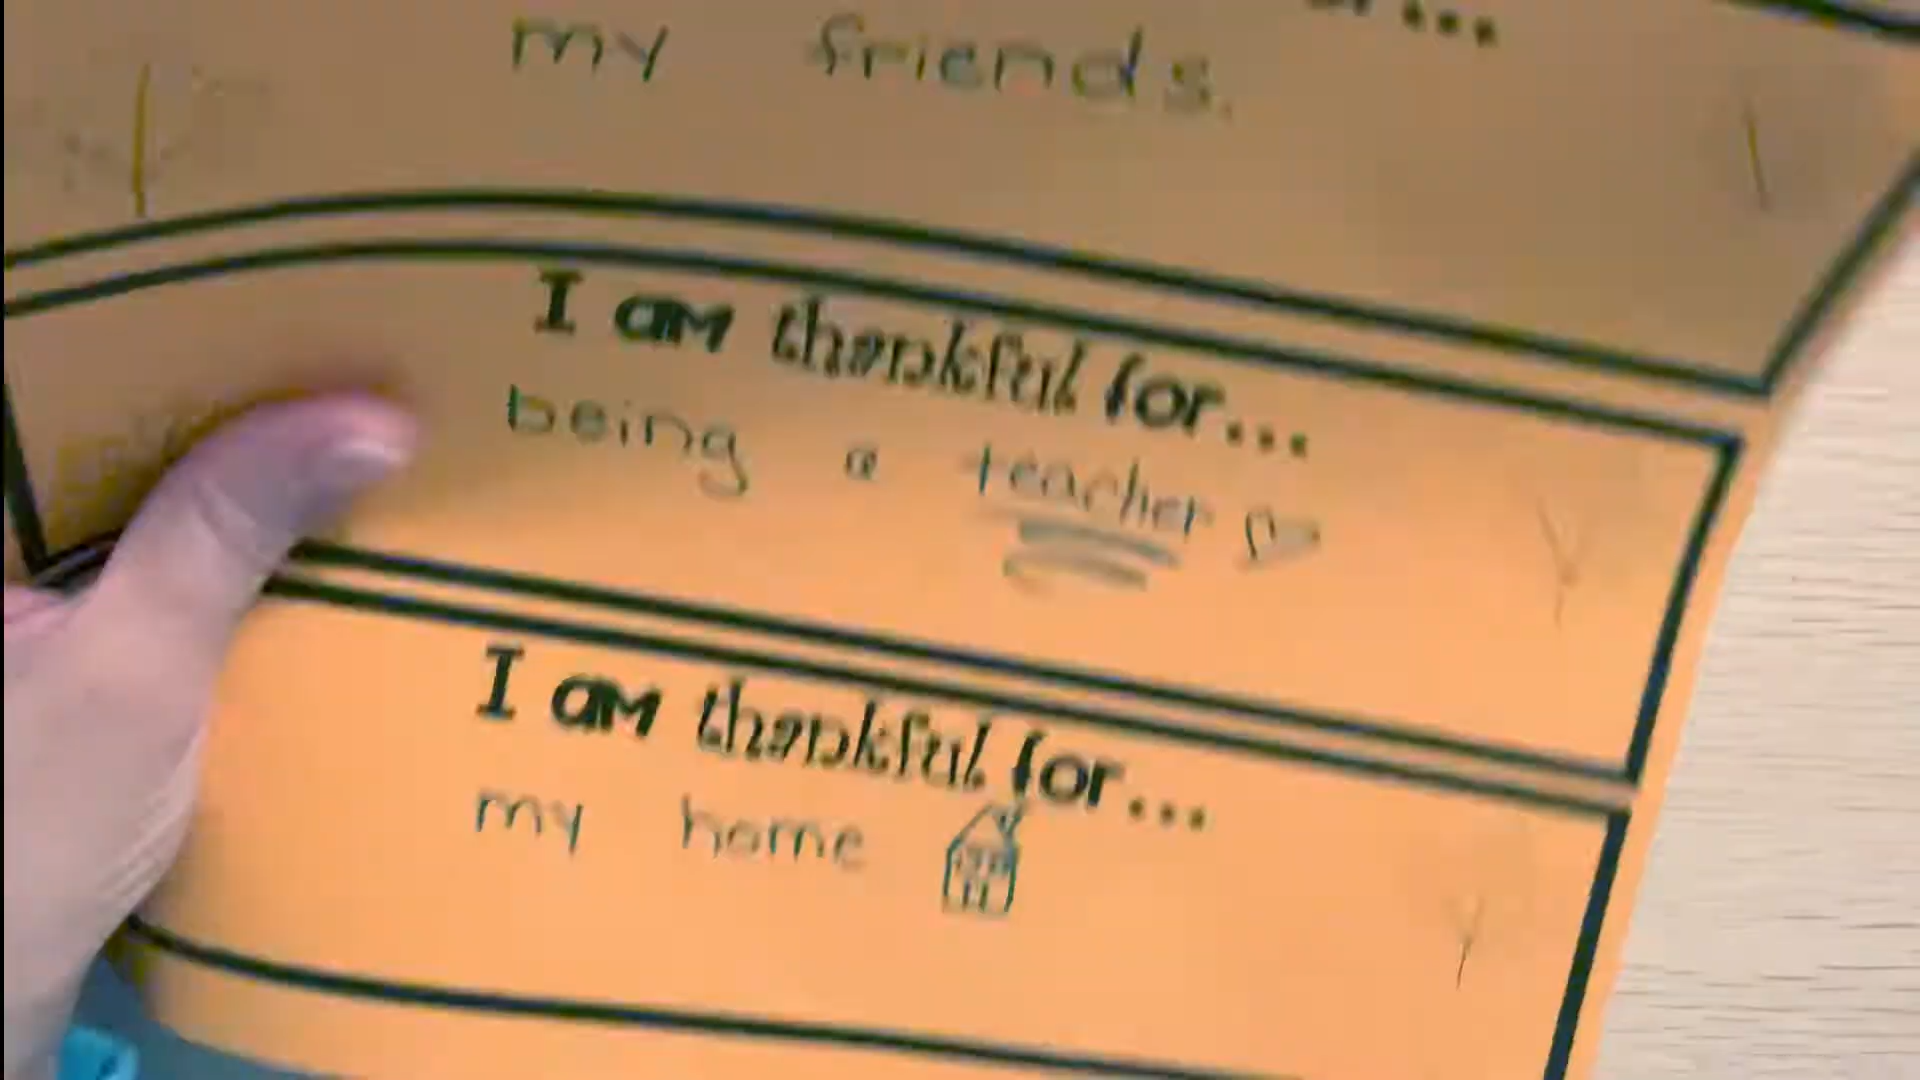 my friends.
I am thankful for...
being a teacher
I am thankful for...
my home